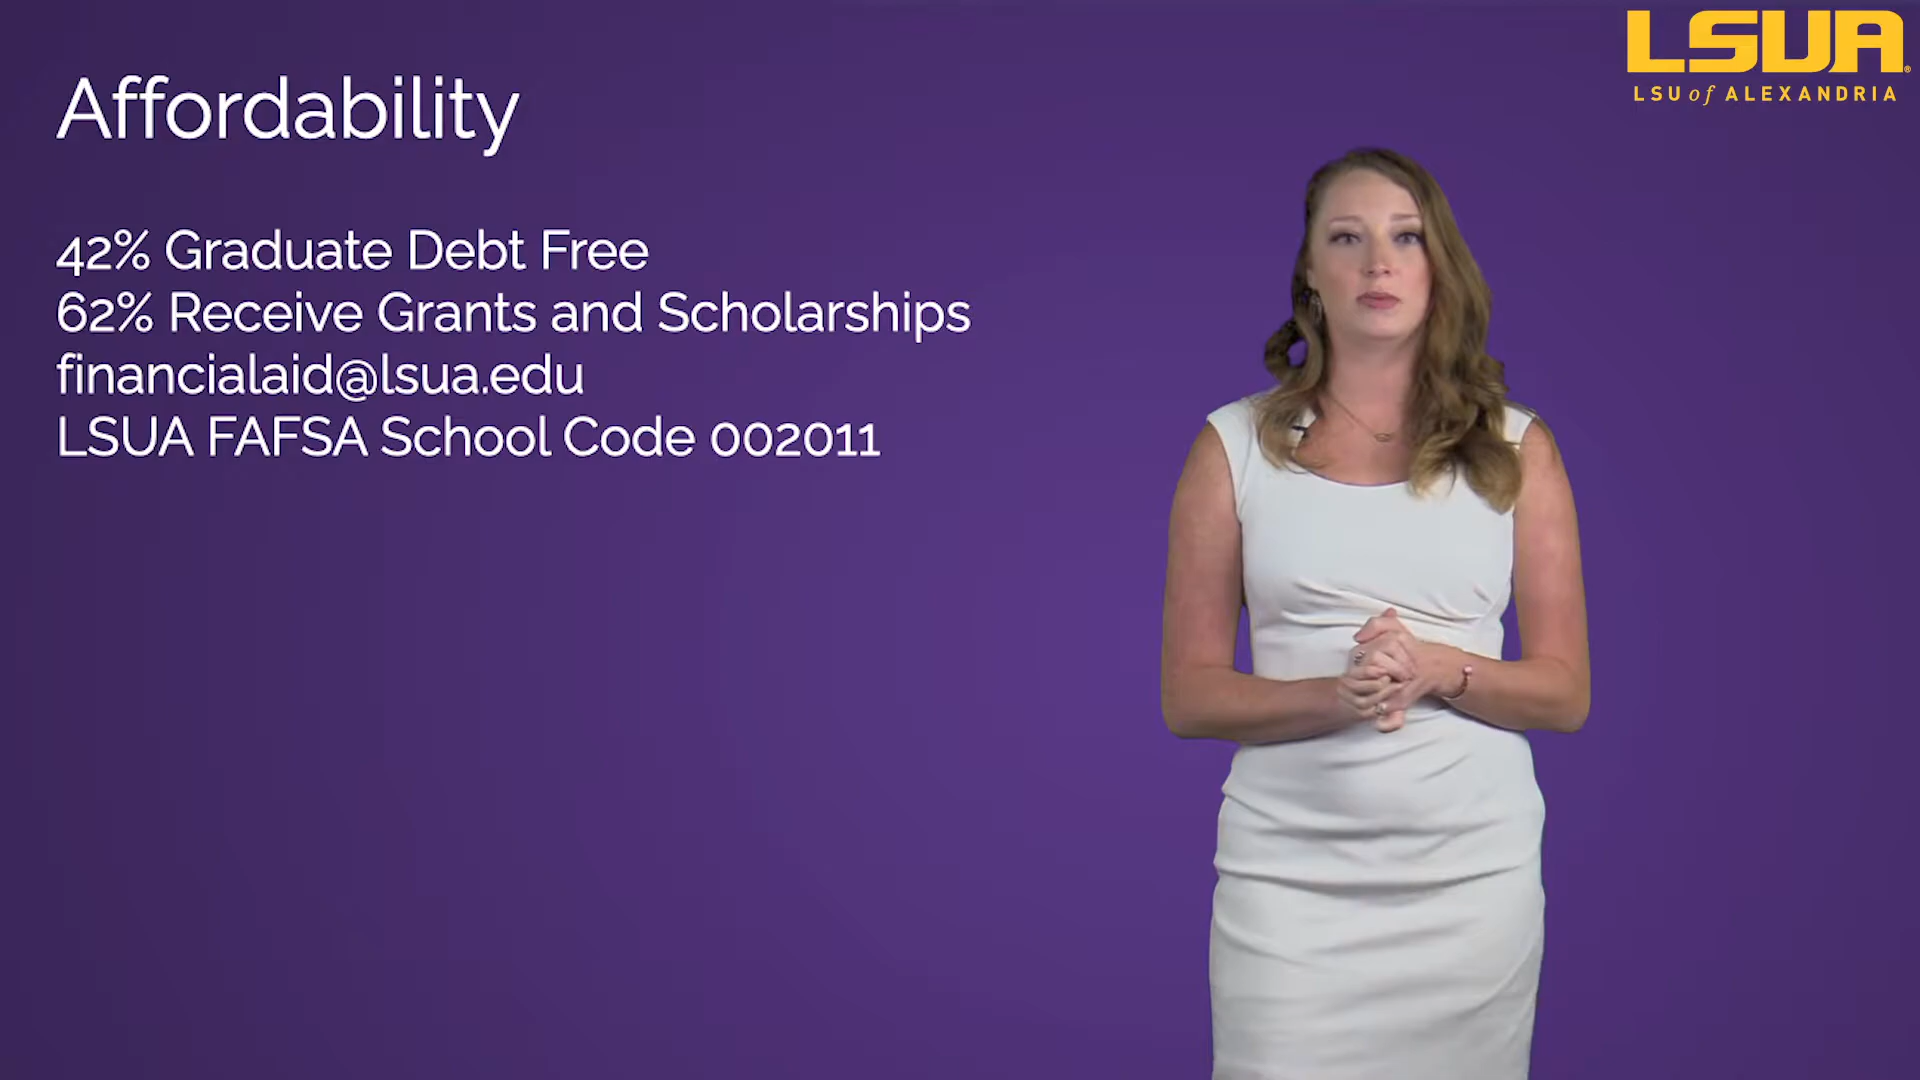 LSUA
LSU of ALEXANDRIA
Affordability
42% Graduate Debt Free
62% Receive Grants and Scholarships
financialaid@lsua.edu
LSUA FAFSA School Code 002011